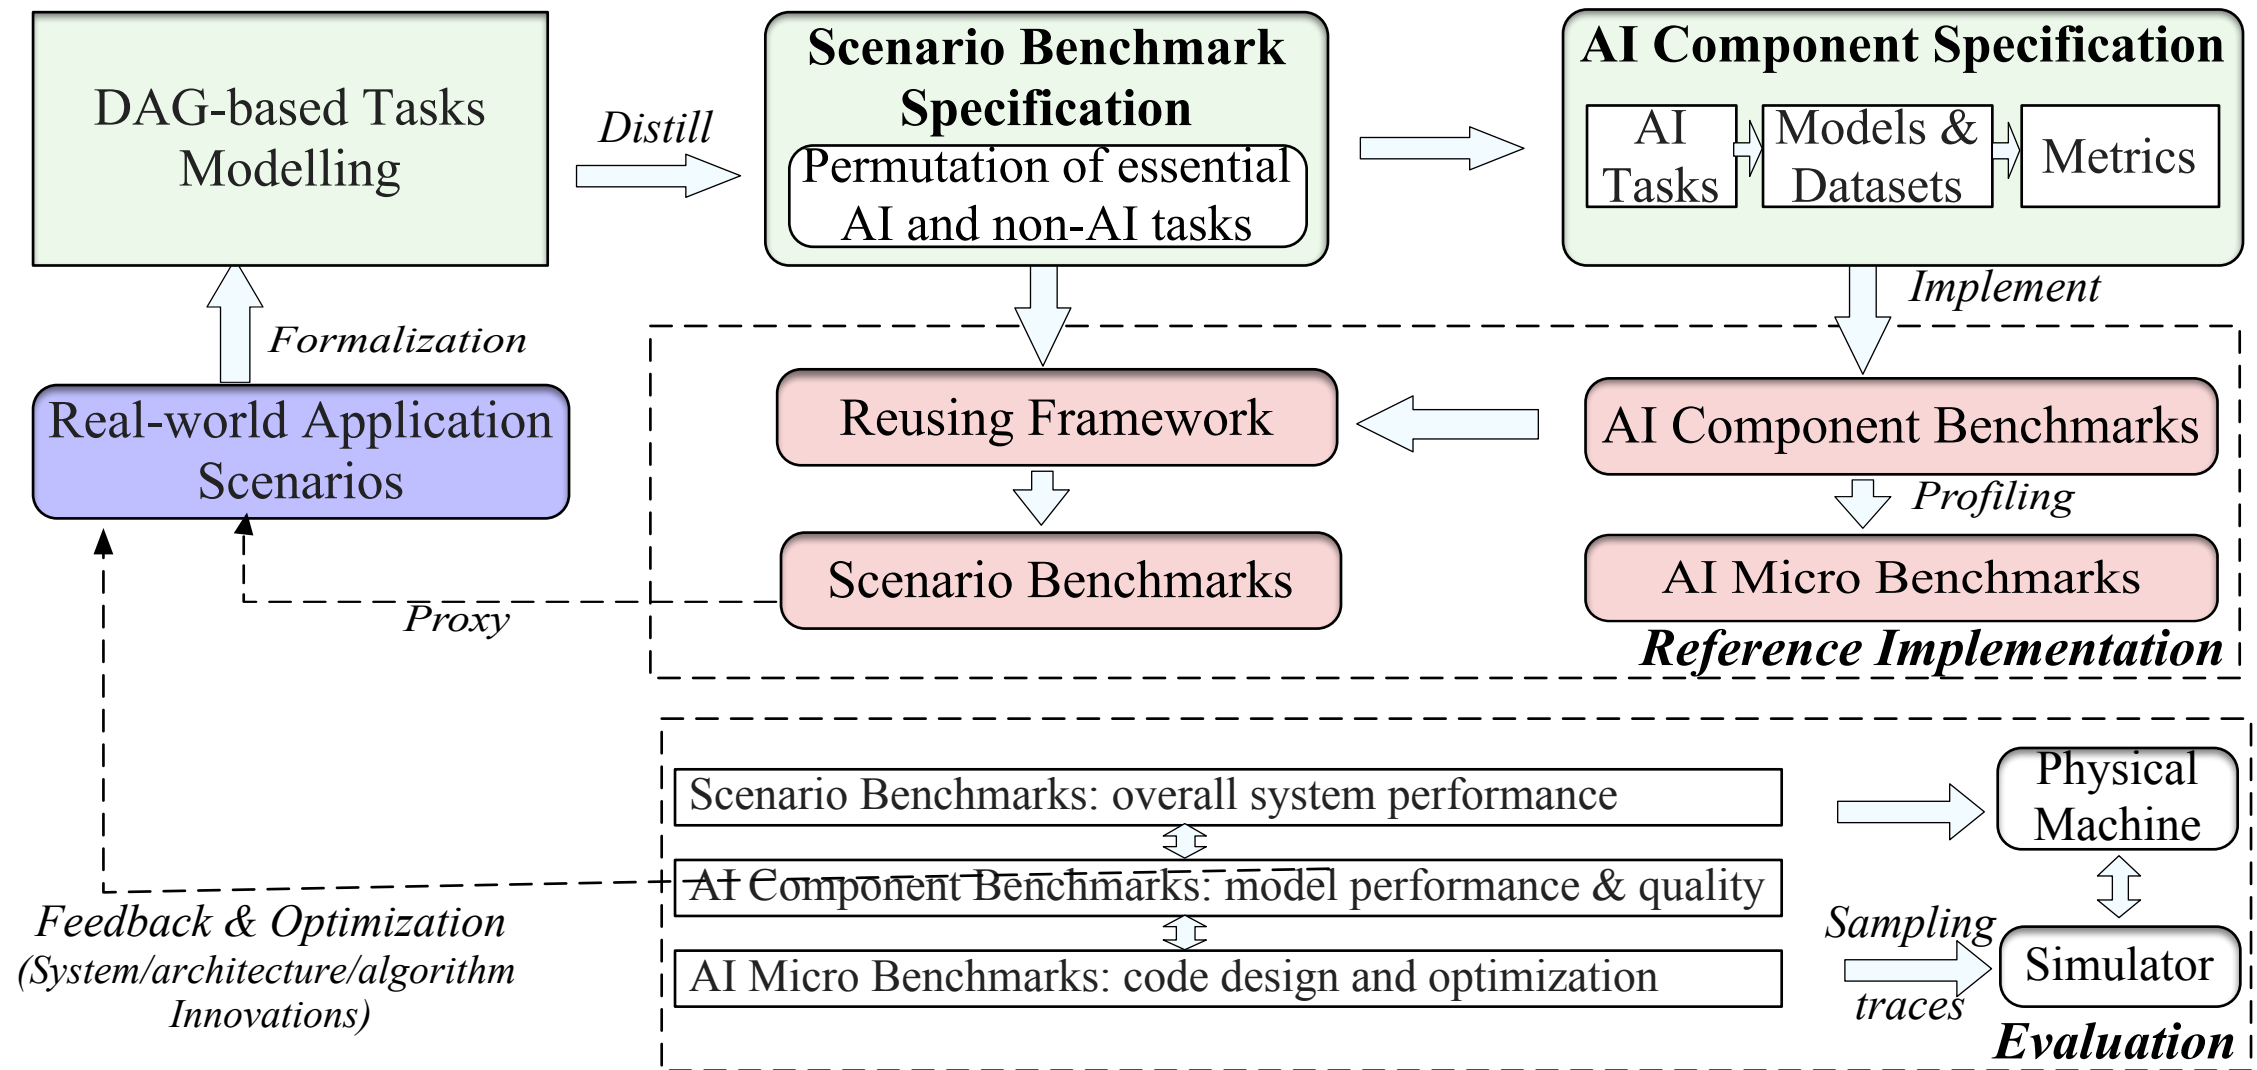 DAG-based Tasks
Modelling
Distill
Scenario Benchmark
Specification
Permutation of essential
AI and non-AI tasks
AI Component Specification
AI
Tasks
Models &
Datasets
Metrics
Formalization
Implement
Real-world Application
Scenarios
Reusing Framework
AI Component Benchmarks
Profiling
Scenario Benchmarks
AI Micro Benchmarks
Proxy
Reference Implementation
Scenario Benchmarks: overall system performance
AI Component Benchmarks: model performance & quality
AI Micro Benchmarks: code design and optimization
Physical
Machine
Sampling
traces
Simulator
Evaluation
Feedback & Optimization
(System/architecture/algorithm
Innovations)